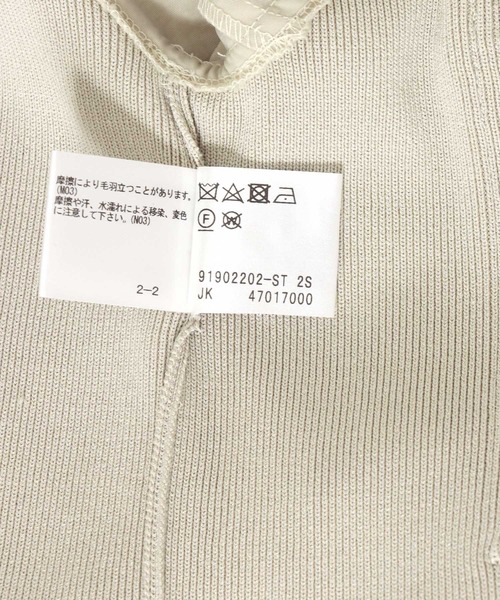 摩擦により毛羽立つことがあります。
(M03)
摩擦や汗、水濡れによる移染、変色
に注意して下さい。(N03)
2-2
F W
91902202-ST 2S
JK 47017000